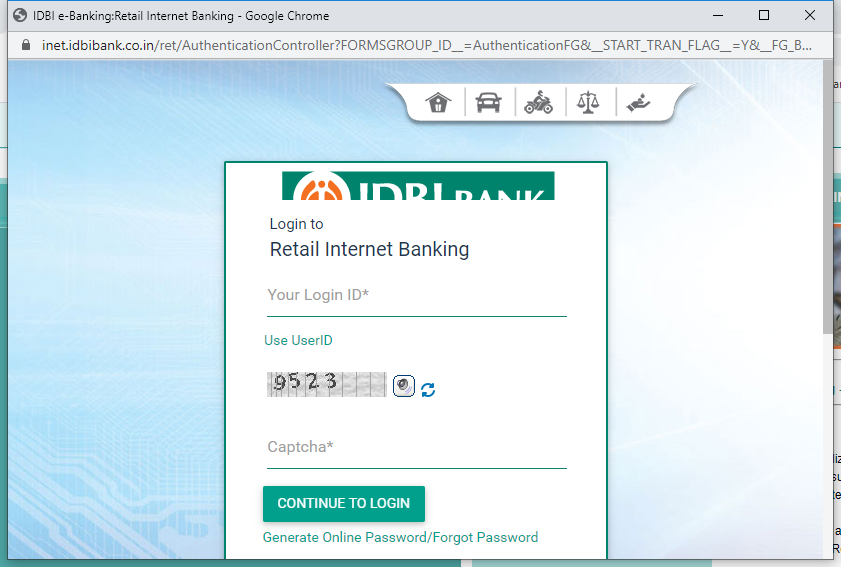 IDBI e-Banking:Retail Internet Banking - Google Chrome
inet.idbibank.co.in/ret/AuthenticationController?FORMSGROUP_ID__=AuthenticationFG&__START_TRAN_FLAG__=Y&__FG_B...
IDBI BANK
Login to
Retail Internet Banking
Your Login ID*
Use UserID
9523
Captcha*
CONTINUE TO LOGIN
Generate Online Password/Forgot Password